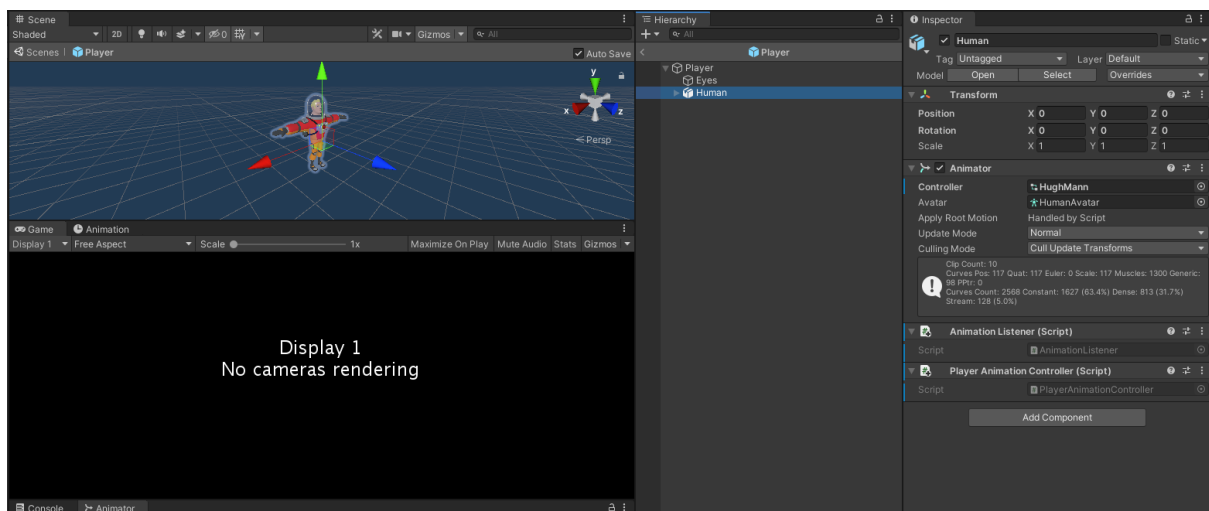 Scene
Shaded 2D 0 Gizmos All
Scenes Player Auto Save
y
x z
Persp
Game Animation
Display 1 Free Aspect Scale 1x Maximize On Play Mute Audio Stats Gizmos
Display 1
No cameras rendering
Console Animator
Hierarchy
All
Player
Player
Eyes
Human
Inspector
Human Static
Tag Untagged Layer Default
Model Open Select Overrides
Transform
Position X 0 Y 0 Z 0
Rotation X 0 Y 0 Z 0
Scale X 1 Y 1 Z 1
Animator
Controller HughMann
Avatar HumanAvatar
Apply Root Motion Handled by Script
Update Mode Normal
Culling Mode Cull Update Transforms
Clip Count: 10
Curves Pos: 117 Quat: 117 Euler: 0 Scale: 117 Muscles: 1300 Generic:
98 PPtr: 0
Curves Count: 2568 Constant: 1627 (63.4%) Dense: 813 (31.7%)
Stream: 128 (5.0%)
Animation Listener (Script)
Script AnimationListener
Player Animation Controller (Script)
Script PlayerAnimationController
Add Component